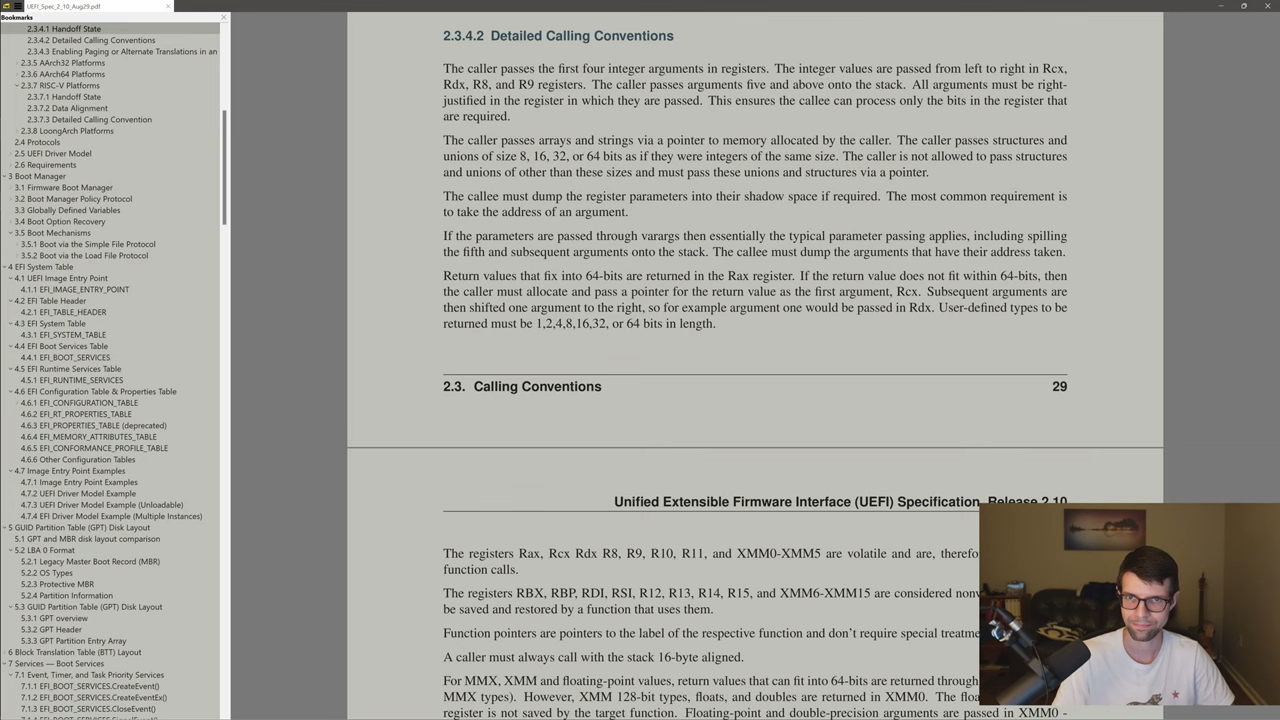 UEFI_Spec_2_10_Aug29.pdf
Bookmarks
2.3.4.1 Handoff State
2.3.4.2 Detailed Calling Conventions
2.3.4.3 Enabling Paging or Alternate Translations in an
2.3.5 AArch32 Platforms
2.3.6 AArch64 Platforms
2.3.7 RISC-V Platforms
2.3.7.1 Handoff State
2.3.7.2 Data Alignment
2.3.7.3 Detailed Calling Convention
2.3.8 LoongArch Platforms
2.4 Protocols
2.5 UEFI Driver Model
2.6 Requirements
3 Boot Manager
3.1 Firmware Boot Manager
3.2 Boot Manager Policy Protocol
3.3 Globally Defined Variables
3.4 Boot Option Recovery
3.5 Boot Mechanisms
3.5.1 Boot via the Simple File Protocol
3.5.2 Boot via the Load File Protocol
4 EFI System Table
4.1 UEFI Image Entry Point
4.1.1 EFI_IMAGE_ENTRY_POINT
4.2 EFI Table Header
4.2.1 EFI_TABLE_HEADER
4.3 EFI System Table
4.3.1 EFI_SYSTEM_TABLE
4.4 EFI Boot Services Table
4.4.1 EFI_BOOT_SERVICES
4.5 EFI Runtime Services Table
4.5.1 EFI_RUNTIME_SERVICES
4.6 EFI Configuration Table & Properties Table
4.6.1 EFI_CONFIGURATION_TABLE
4.6.2 EFI_RT_PROPERTIES_TABLE
4.6.3 EFI_PROPERTIES_TABLE (deprecated)
4.6.4 EFI_MEMORY_ATTRIBUTES_TABLE
4.6.5 EFI_CONFORMANCE_PROFILE_TABLE
4.6.6 Other Configuration Tables
4.7 Image Entry Point Examples
4.7.1 Image Entry Point Examples
4.7.2 UEFI Driver Model Example
4.7.3 UEFI Driver Model Example (Unloadable)
4.7.4 EFI Driver Model Example (Multiple Instances)
5 GUID Partition Table (GPT) Disk Layout
5.1 GPT and MBR disk layout comparison
5.2 LBA 0 Format
5.2.1 Legacy Master Boot Record (MBR)
5.2.2 OS Types
5.2.3 Protective MBR
5.2.4 Partition Information
5.3 GUID Partition Table (GPT) Disk Layout
5.3.1 GPT overview
5.3.2 GPT Header
5.3.3 GPT Partition Entry Array
6 Block Translation Table (BTT) Layout
7 Services — Boot Services
7.1 Event, Timer, and Task Priority Services
7.1.1 EFI_BOOT_SERVICES.CreateEvent()
7.1.2 EFI_BOOT_SERVICES.CreateEventEx()
7.1.3 EFI_BOOT_SERVICES.CloseEvent()
2.3.4.2 Detailed Calling Conventions
The caller passes the first four integer arguments in registers. The integer values are passed from left to right in Rcx,
Rdx, R8, and R9 registers. The caller passes arguments five and above onto the stack. All arguments must be right-
justified in the register in which they are passed. This ensures the callee can process only the bits in the register that
are required.
The caller passes arrays and strings via a pointer to memory allocated by the caller. The caller passes structures and
unions of size 8, 16, 32, or 64 bits as if they were integers of the same size. The caller is not allowed to pass structures
and unions of other than these sizes and must pass these unions and structures via a pointer.
The callee must dump the register parameters into their shadow space if required. The most common requirement is
to take the address of an argument.
If the parameters are passed through varargs then essentially the typical parameter passing applies, including spilling
the fifth and subsequent arguments onto the stack. The callee must dump the arguments that have their address taken.
Return values that fix into 64-bits are returned in the Rax register. If the return value does not fit within 64-bits, then
the caller must allocate and pass a pointer for the return value as the first argument, Rcx. Subsequent arguments are
then shifted one argument to the right, so for example argument one would be passed in Rdx. User-defined types to be
returned must be 1,2,4,8,16,32, or 64 bits in length.
2.3. Calling Conventions 29
Unified Extensible Firmware Interface (UEFI) Specification, Release 2.10
The registers Rax, Rcx Rdx R8, R9, R10, R11, and XMM0-XMM5 are volatile and are, therefo
function calls.
The registers RBX, RBP, RDI, RSI, R12, R13, R14, R15, and XMM6-XMM15 are considered nonv
be saved and restored by a function that uses them.
Function pointers are pointers to the label of the respective function and don't require special treatme
A caller must always call with the stack 16-byte aligned.
For MMX, XMM and floating-point values, return values that can fit into 64-bits are returned through
MMX types). However, XMM 128-bit types, floats, and doubles are returned in XMM0. The floa
register is not saved by the target function. Floating-point and double-precision arguments are passed in XMM0 -